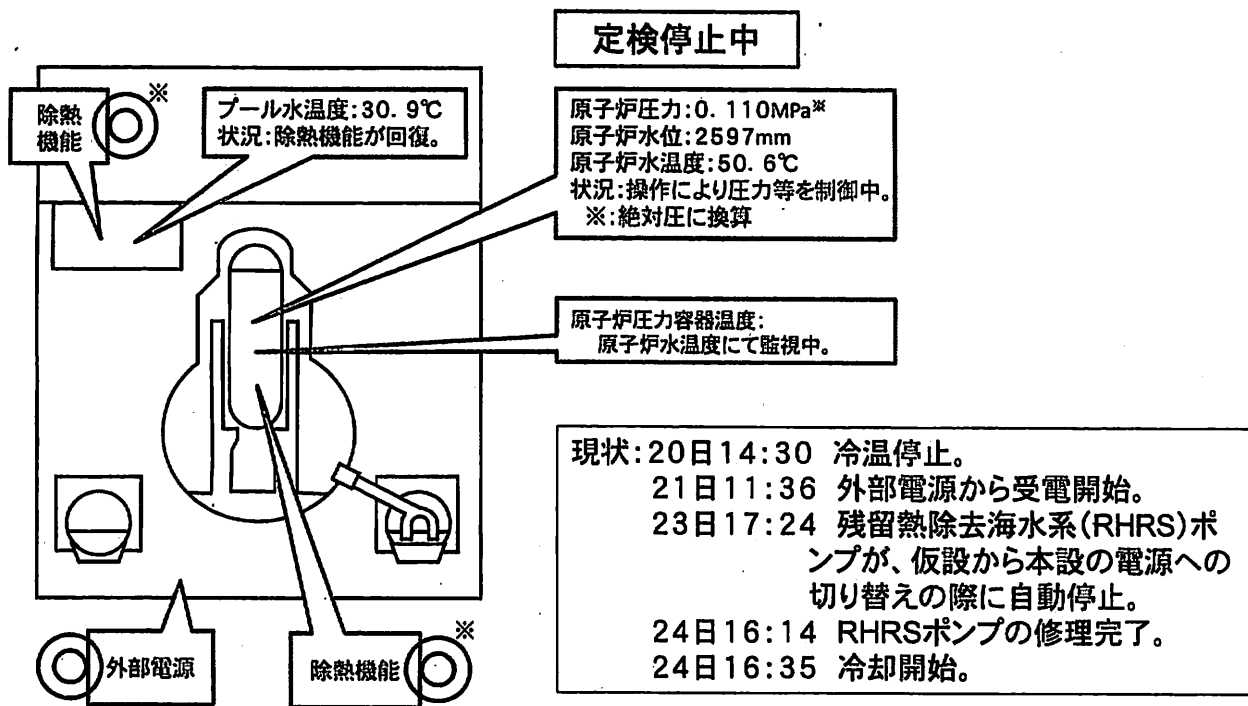 定検停止中
除熱
機能
※
プール水温度:30.9℃
状況:除熱機能が回復。
原子炉圧力:0.110MPa※
原子炉水位:2597mm
原子炉水温度:50.6℃
状況:操作により圧力等を制御中。
※:絶対圧に換算
原子炉圧力容器温度:
原子炉水温度にて監視中。
現状:20日14:30 冷温停止。
21日11:36 外部電源から受電開始。
23日17:24 残留熱除去海水系(RHRS)ポ
ンプが、仮設から本設の電源への
切り替えの際に自動停止。
24日16:14 RHRSポンプの修理完了。
24日16:35 冷却開始。
外部電源
除熱機能
※